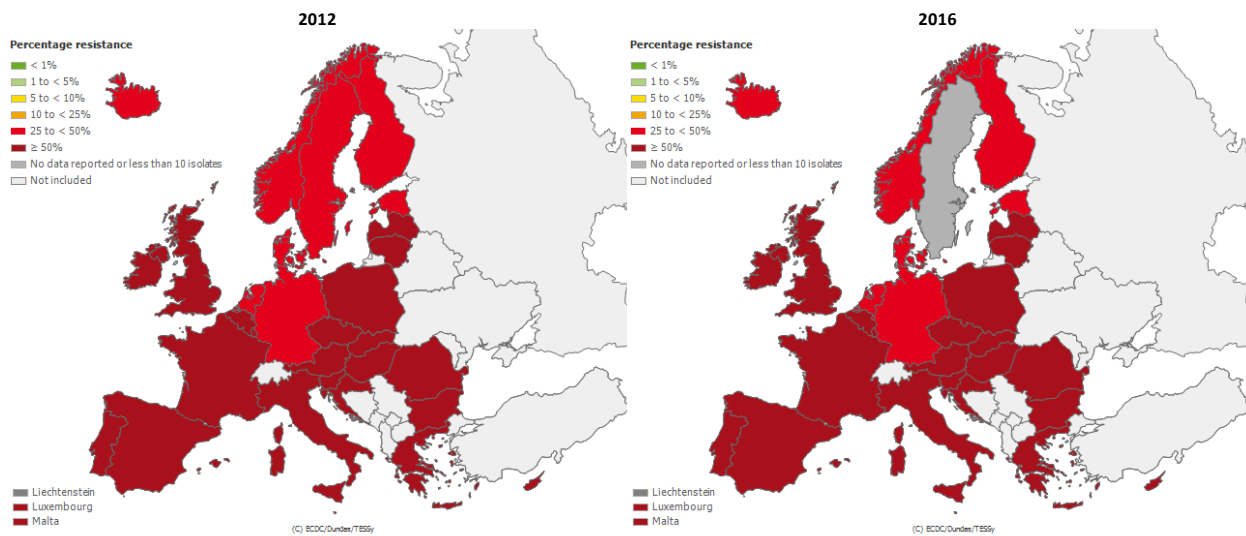 2012
Percentage resistance
< 1%
1 to < 5%
5 to < 10%
10 to < 25%
25 to < 50%
≥ 50%
No data reported or less than 10 isolates
Not included
Liechtenstein
Luxembourg
Malta
(C) ECDC/Dundas/TESSy
2016
Percentage resistance
< 1%
1 to < 5%
5 to < 10%
10 to < 25%
25 to < 50%
≥ 50%
No data reported or less than 10 isolates
Not included
Liechtenstein
Luxembourg
Malta
(C) ECDC/Dundas/TESSy